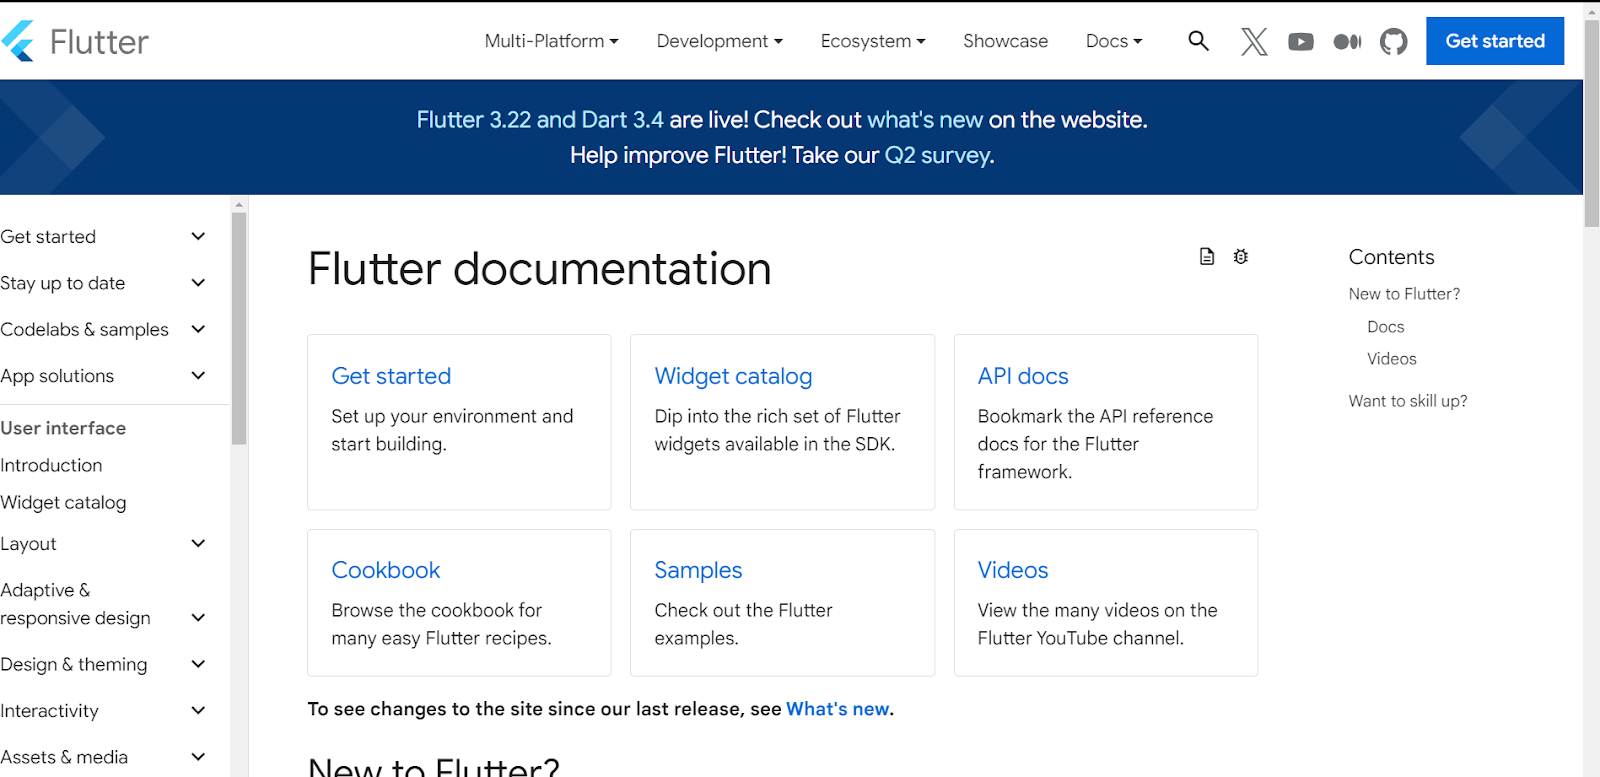 Flutter
Multi-Platform
Development
Ecosystem
Showcase
Docs
Get started
Flutter 3.22 and Dart 3.4 are live! Check out what's new on the website.
Help improve Flutter! Take our Q2 survey.
Get started
Stay up to date
Codelabs & samples
App solutions
User interface
Introduction
Widget catalog
Layout
Adaptive &
responsive design
Design & theming
Interactivity
Assets & media
Flutter documentation
Get started
Set up your environment and
start building.
Widget catalog
Dip into the rich set of Flutter
widgets available in the SDK.
API docs
Bookmark the API reference
docs for the Flutter
framework.
Cookbook
Browse the cookbook for
many easy Flutter recipes.
Samples
Check out the Flutter
examples.
Videos
View the many videos on the
Flutter YouTube channel.
To see changes to the site since our last release, see What's new.
New to Flutter?
Contents
New to Flutter?
Docs
Videos
Want to skill up?